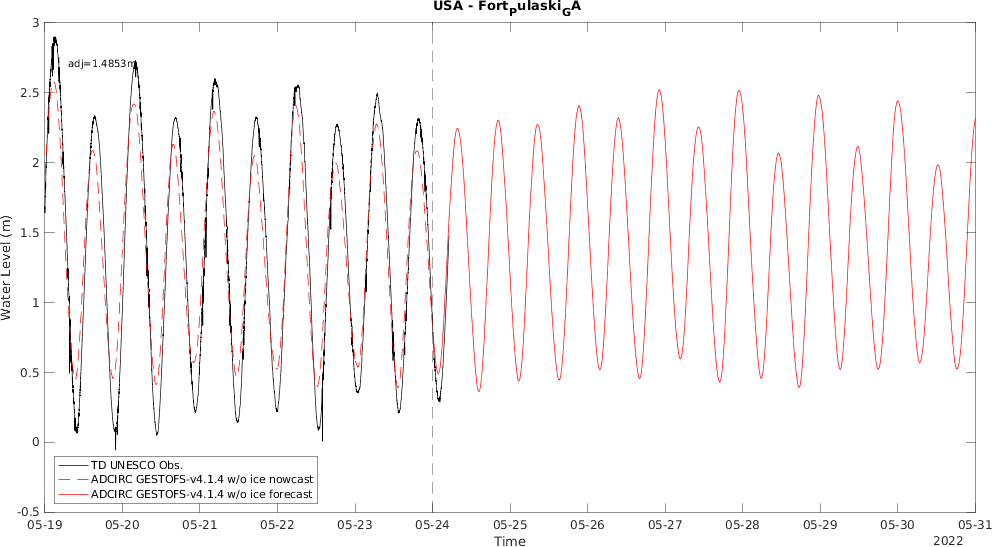 USA - FortPulaskiGA
3
2.5
2
1.5
1
0.5
0
-0.5
Water Level (m)
adj=1.4853m
TD UNESCO Obs.
ADCIRC GESTOFS-v4.1.4 w/o ice nowcast
ADCIRC GESTOFS-v4.1.4 w/o ice forecast
05-19 05-20 05-21 05-22 05-23 05-24 05-25 05-26 05-27 05-28 05-29 05-30 05-31
Time
2022